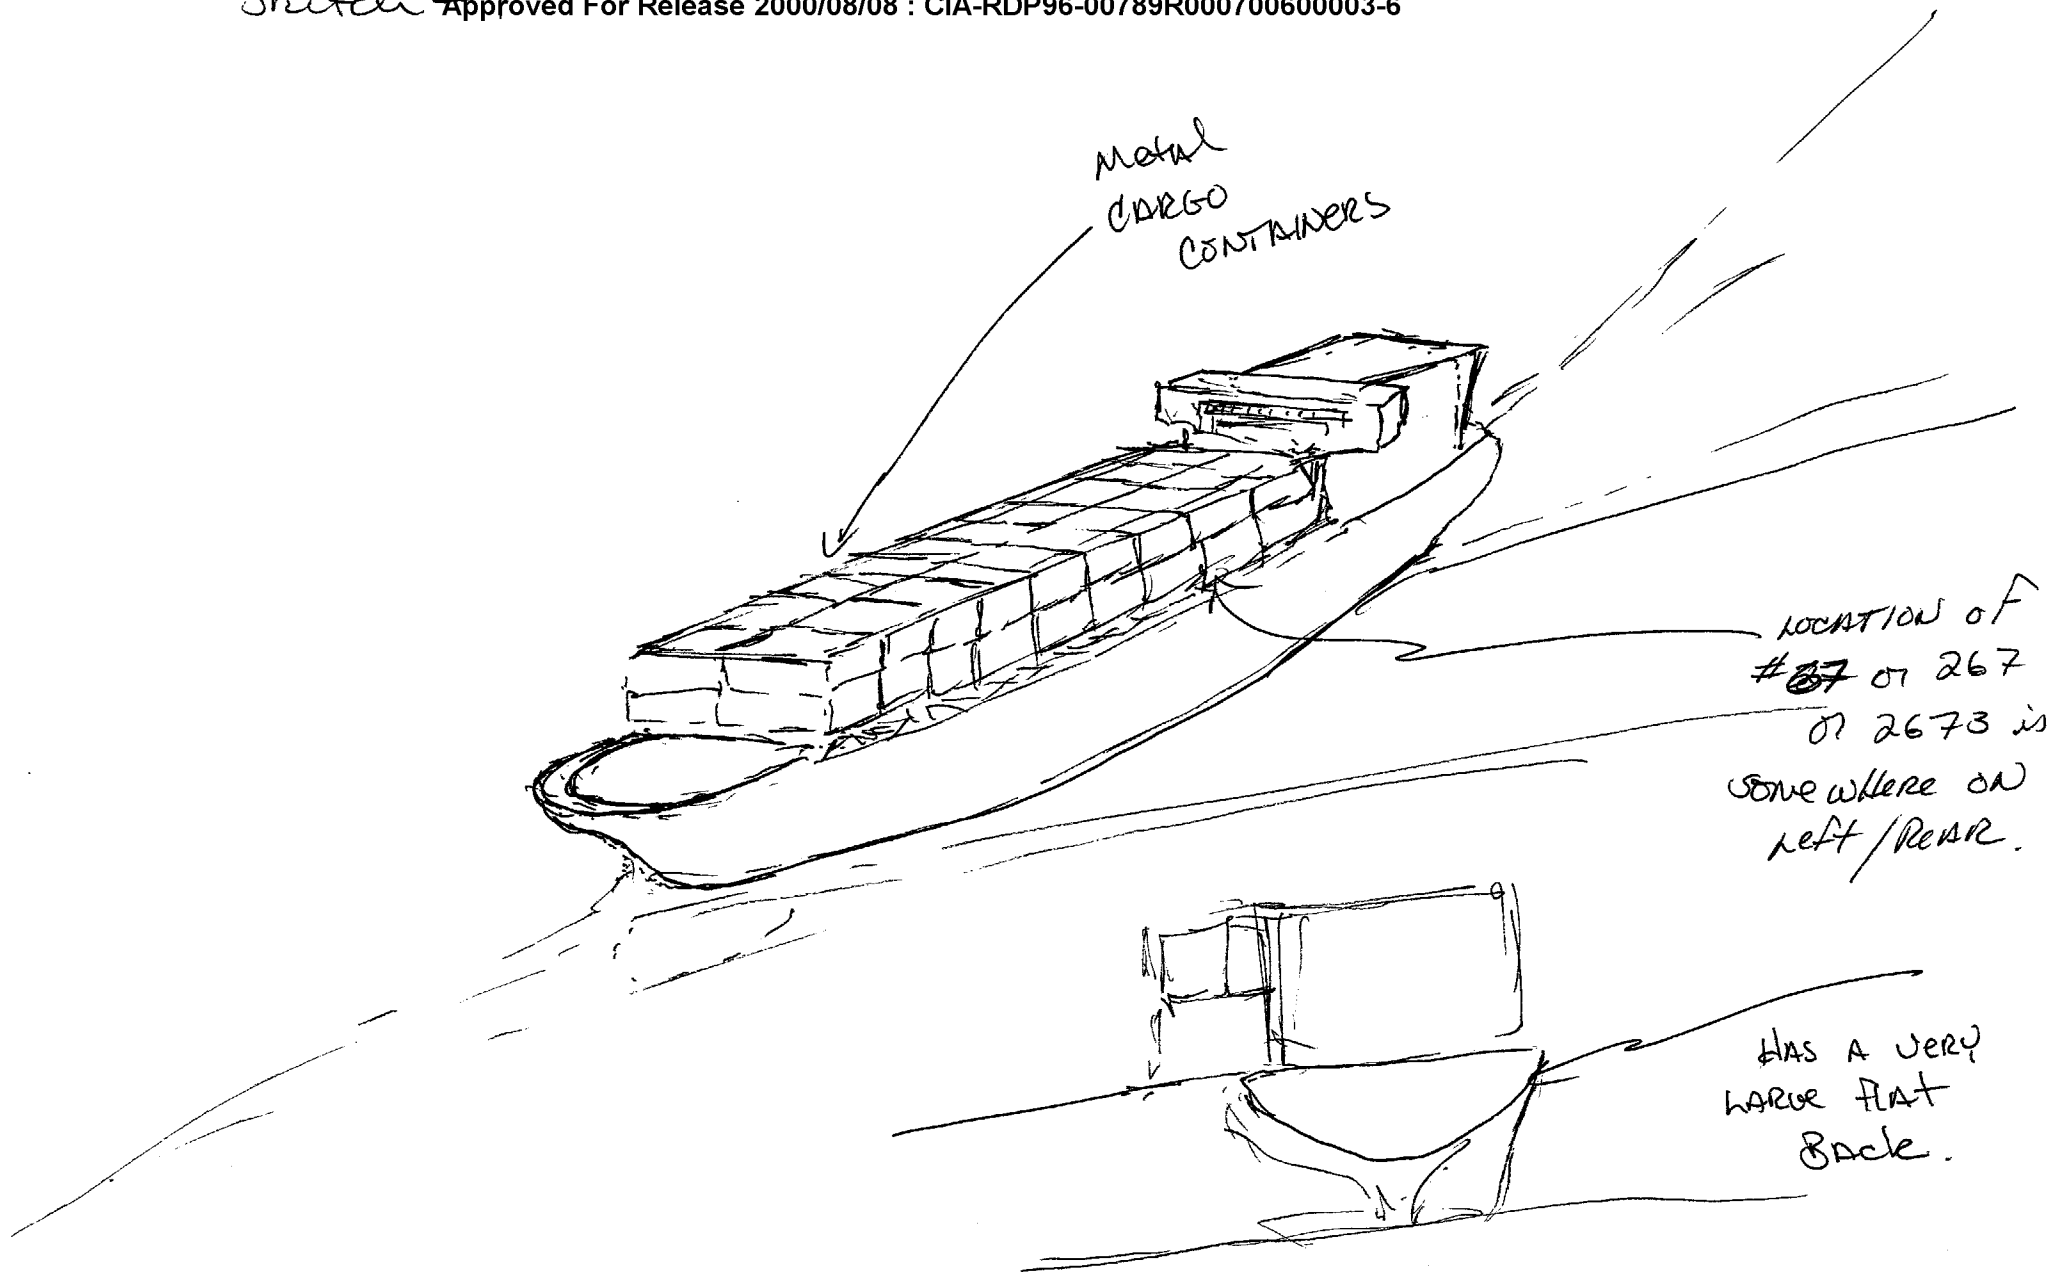 Sketch Approved For Release 2000/08/08 : CIA-RDP96-00789R000700600003-6
Metal
CARGO
CONTAINERS
LOCATION OF
# or 267
or 2673 is
somewhere on
Left/Rear.
HAS A very
LARGE flat
BACK.